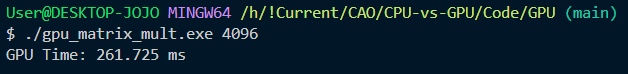 User@DESKTOP-JOJO MINGW64 /h/!Current/CAO/CPU-vs-GPU/Code/GPU (main)
$ ./gpu_matrix_mult.exe 4096
GPU Time: 261.725 ms